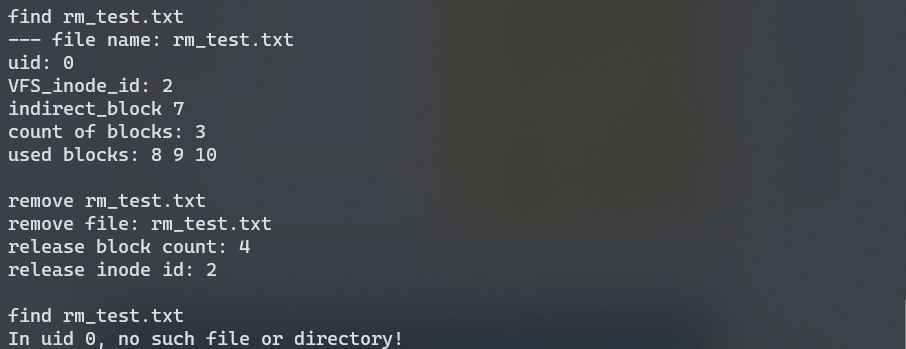 find rm_test.txt
--- file name: rm_test.txt
uid: 0
VFS_inode_id: 2
indirect_block 7
count of blocks: 3
used blocks: 8 9 10
remove rm_test.txt
remove file: rm_test.txt
release block count: 4
release inode id: 2
find rm_test.txt
In uid 0, no such file or directory!